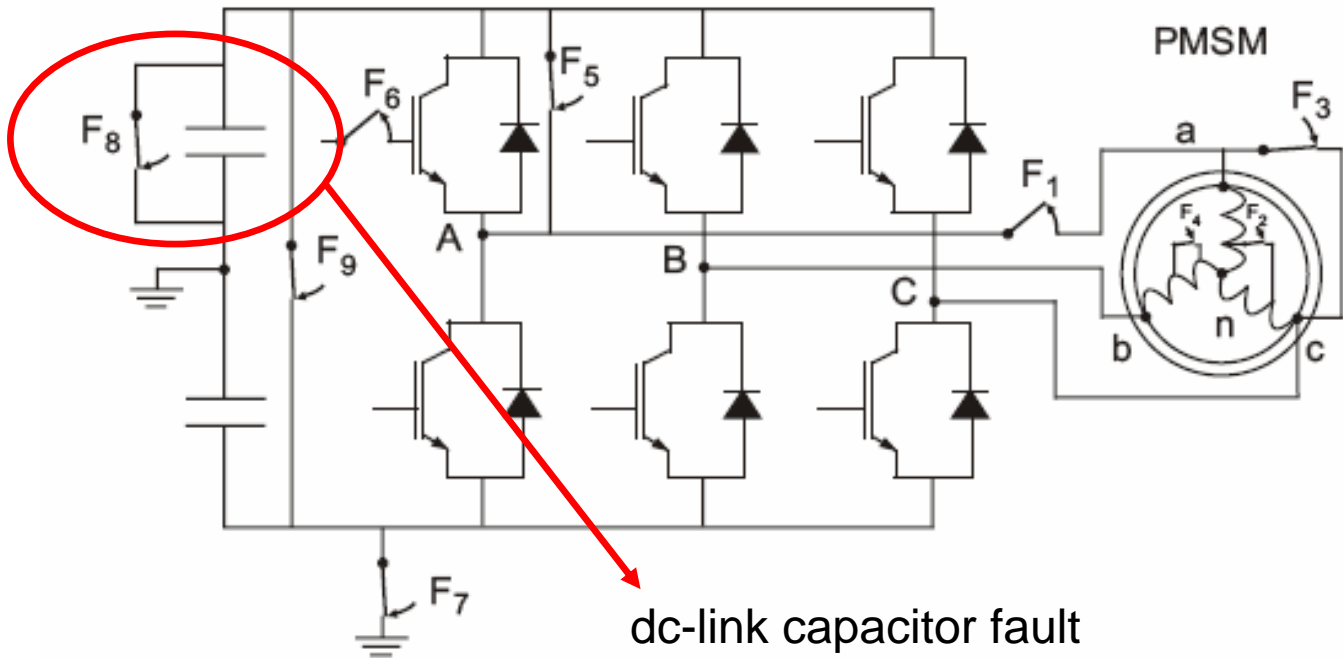 PMSM
F5
F6
F3
F8
a
F1
F4
F2
A
F9
B
C
n
b
c
F7
dc-link capacitor fault